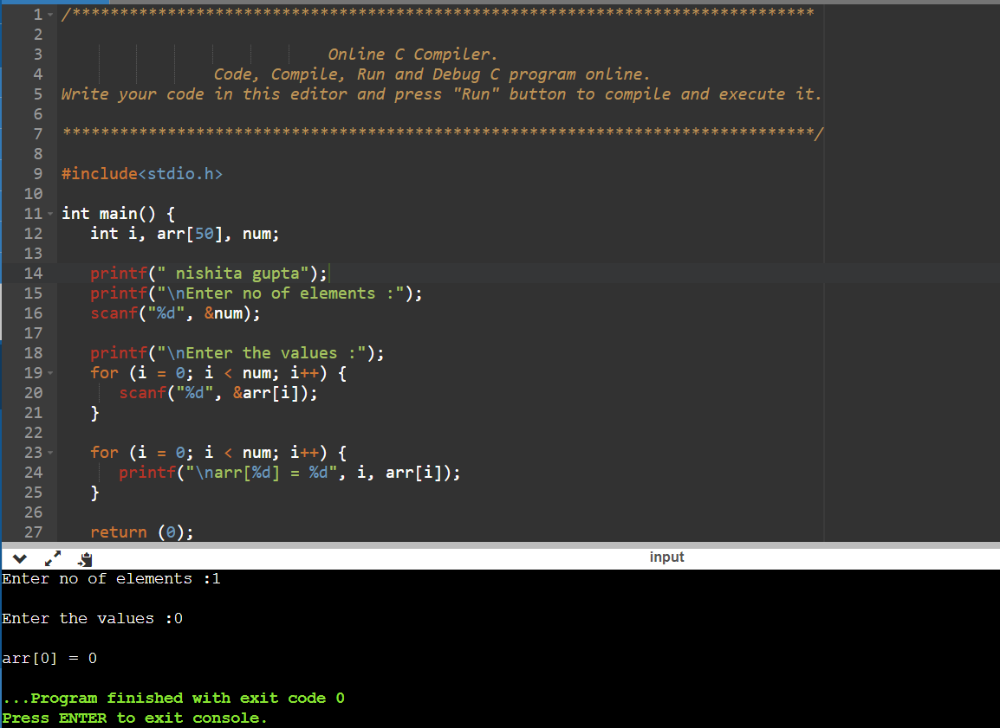 1 /******************************************************************************
2
3 Online C Compiler.
4 Code, Compile, Run and Debug C program online.
5 Write your code in this editor and press "Run" button to compile and execute it.
6
7 *******************************************************************************/
8
9 #include<stdio.h>
10
11 int main() {
12 int i, arr[50], num;
13
14 printf(" nishita gupta");
15 printf("\nEnter no of elements :");
16 scanf("%d", &num);
17
18 printf("\nEnter the values :");
19 for (i = 0; i < num; i++) {
20 scanf("%d", &arr[i]);
21 }
22
23 for (i = 0; i < num; i++) {
24 printf("\narr[%d] = %d", i, arr[i]);
25 }
26
27 return (0);
input
Enter no of elements :1
Enter the values :0
arr[0] = 0
...Program finished with exit code 0
Press ENTER to exit console.